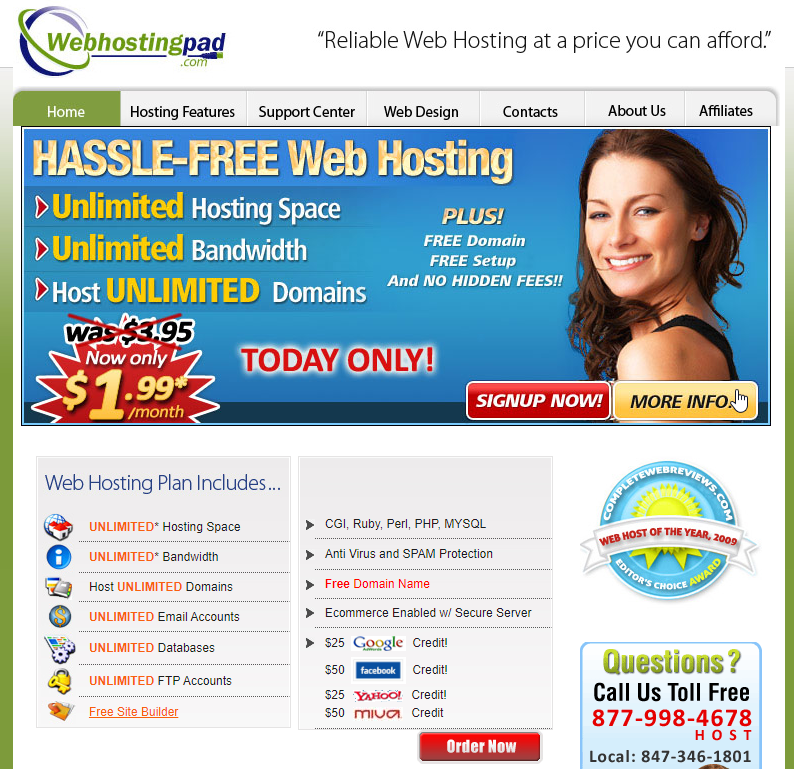 Webhostingpad
.com
“Reliable Web Hosting at a price you can afford.”
Home
Hosting Features
Support Center
Web Design
Contacts
About Us
Affiliates
HASSLE-FREE Web Hosting
Unlimited Hosting Space
Unlimited Bandwidth
Host UNLIMITED Domains
PLUS!
FREE Domain
FREE Setup
And NO HIDDEN FEES!!
was $3.95
Now only
$1.99*
/month
TODAY ONLY!
SIGNUP NOW!
MORE INFO
Web Hosting Plan Includes...
UNLIMITED* Hosting Space
UNLIMITED* Bandwidth
Host UNLIMITED Domains
UNLIMITED Email Accounts
UNLIMITED Databases
UNLIMITED FTP Accounts
Free Site Builder
CGI, Ruby, Perl, PHP, MYSQL
Anti Virus and SPAM Protection
Free Domain Name
Ecommerce Enabled w/ Secure Server
$25 Google AdWords Credit!
$50 facebook Credit!
$25 YAHOO! Credit!
$50 MIVA Credit
Order Now
COMPLETEWEBREVIEWS.COM
WEB HOST OF THE YEAR, 2009
EDITOR'S CHOICE AWARD
Questions?
Call Us Toll Free
877-998-4678
HOST
Local: 847-346-1801